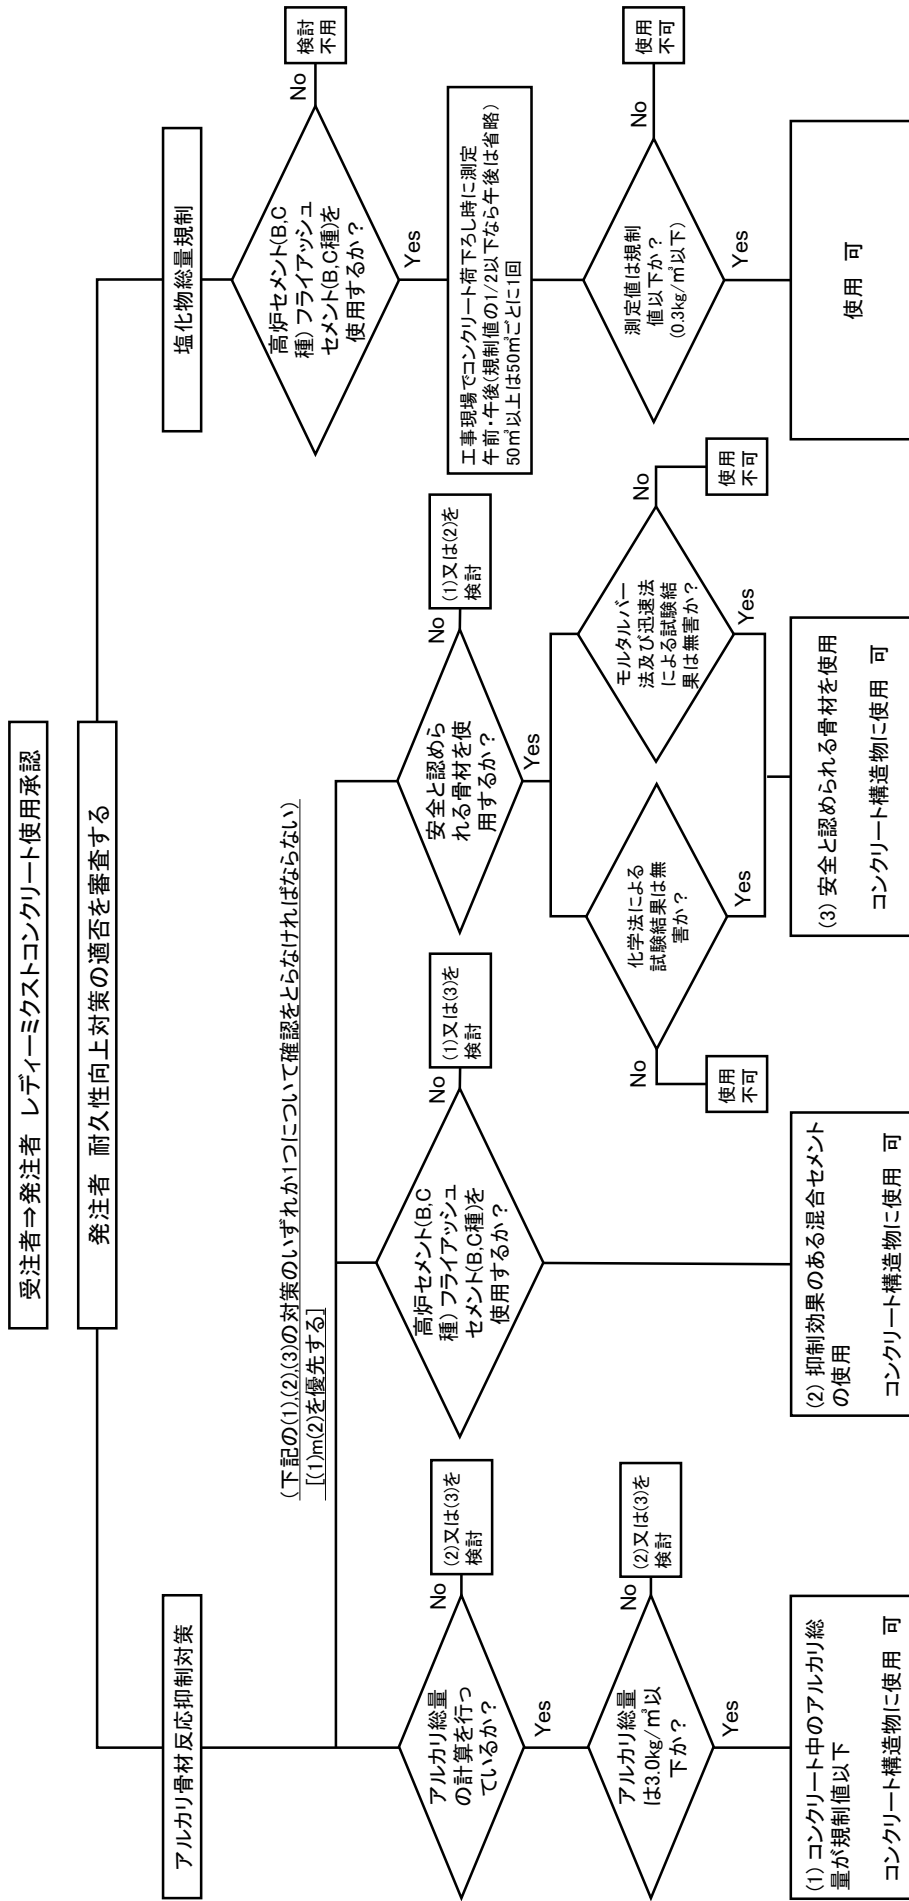 受注者⇒発注者 レディーミクストコンクリート使用承認
発注者 耐久性向上対策の適否を審査する
アルカリ骨材反応抑制対策
(下記の(1),(2),(3)の対策のいずれか1つについて確認をとらなければならない)
[(1)m(2)を優先する]
アルカリ総量
の計算を行っ
ているか？
No
(2)又は(3)を
検討
Yes
アルカリ総量
は3.0kg/㎥以
下か？
No
(2)又は(3)を
検討
Yes
(1) コンクリート中のアルカリ総
量が規制値以下
コンクリート構造物に使用 可
高炉セメント(B,C
種) フライアッシュ
セメント(B,C種)を
使用するか？
No
(1)又は(3)を
検討
(2) 抑制効果のある混合セメント
の使用
コンクリート構造物に使用 可
安全と認めら
れる骨材を使
用するか？
No
(1)又は(2)を
検討
Yes
化学法による
試験結果は無
害か？
No
使用
不可
Yes
モルタルバー
法及び迅速法
による試験結
果は無害か？
No
使用
不可
Yes
(3) 安全と認められる骨材を使用
コンクリート構造物に使用 可
塩化物総量規制
高炉セメント(B,C
種) フライアッシュ
セメント(B,C種)を
使用するか？
No
検討
不用
Yes
工事現場でコンクリート荷下ろし時に測定
午前・午後(規制値の1/2以下なら午後は省略)
50㎥以上は50㎥ごとに1回
測定値は規制
値以下か？
(0.3kg/㎥以下)
No
使用
不可
Yes
使用 可